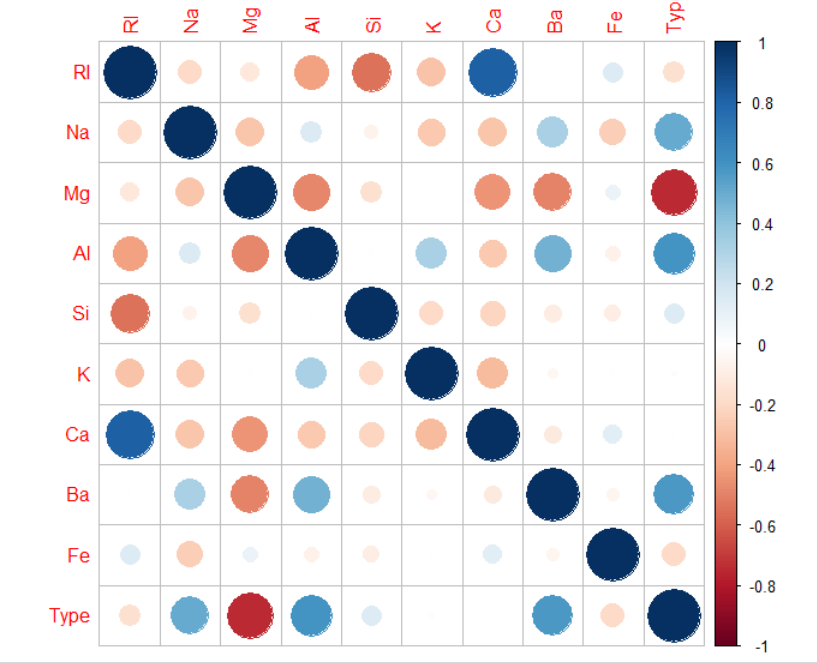 RI Na Mg Al Si K Ca Ba Fe Typ
RI
Na
Mg
Al
Si
K
Ca
Ba
Fe
Type
1
0.8
0.6
0.4
0.2
0
-0.2
-0.4
-0.6
-0.8
-1